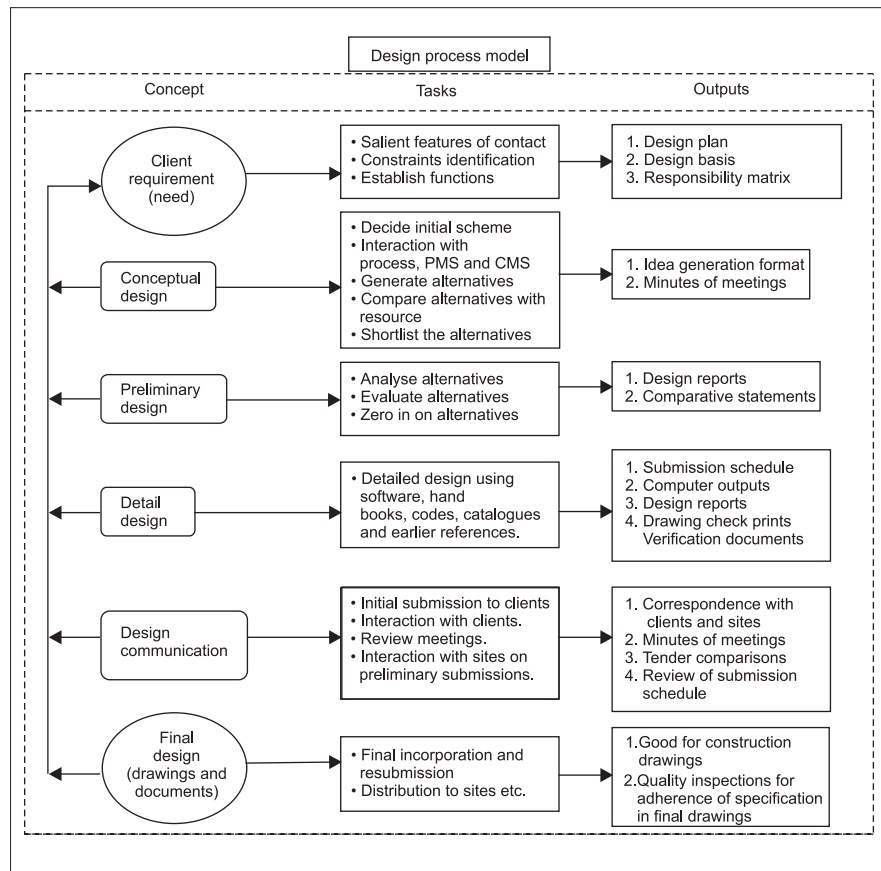 Design process model
Concept
Tasks
Outputs
Client
requirement
(need)
• Salient features of contact
• Constraints identification
• Establish functions
1. Design plan
2. Design basis
3. Responsibility matrix
Conceptual
design
• Decide initial scheme
• Interaction with
process, PMS and CMS
• Generate alternatives
• Compare alternatives with
resource
• Shortlist the alternatives
1. Idea generation format
2. Minutes of meetings
Preliminary
design
• Analyse alternatives
• Evaluate alternatives
• Zero in on alternatives
1. Design reports
2. Comparative statements
Detail
design
• Detailed design using
software, hand
books, codes, catalogues
and earlier references.
1. Submission schedule
2. Computer outputs
3. Design reports
4. Drawing check prints
Verification documents
Design
communication
• Initial submission to clients
• Interaction with clients.
• Review meetings.
• Interaction with sites on
preliminary submissions.
1. Correspondence with
clients and sites
2. Minutes of meetings
3. Tender comparisons
4. Review of submission
schedule
Final
design
(drawings and
documents)
• Final incorporation and
resubmission
• Distribution to sites etc.
1.Good for construction
drawings
2.Quality inspections for
adherence of specification
in final drawings